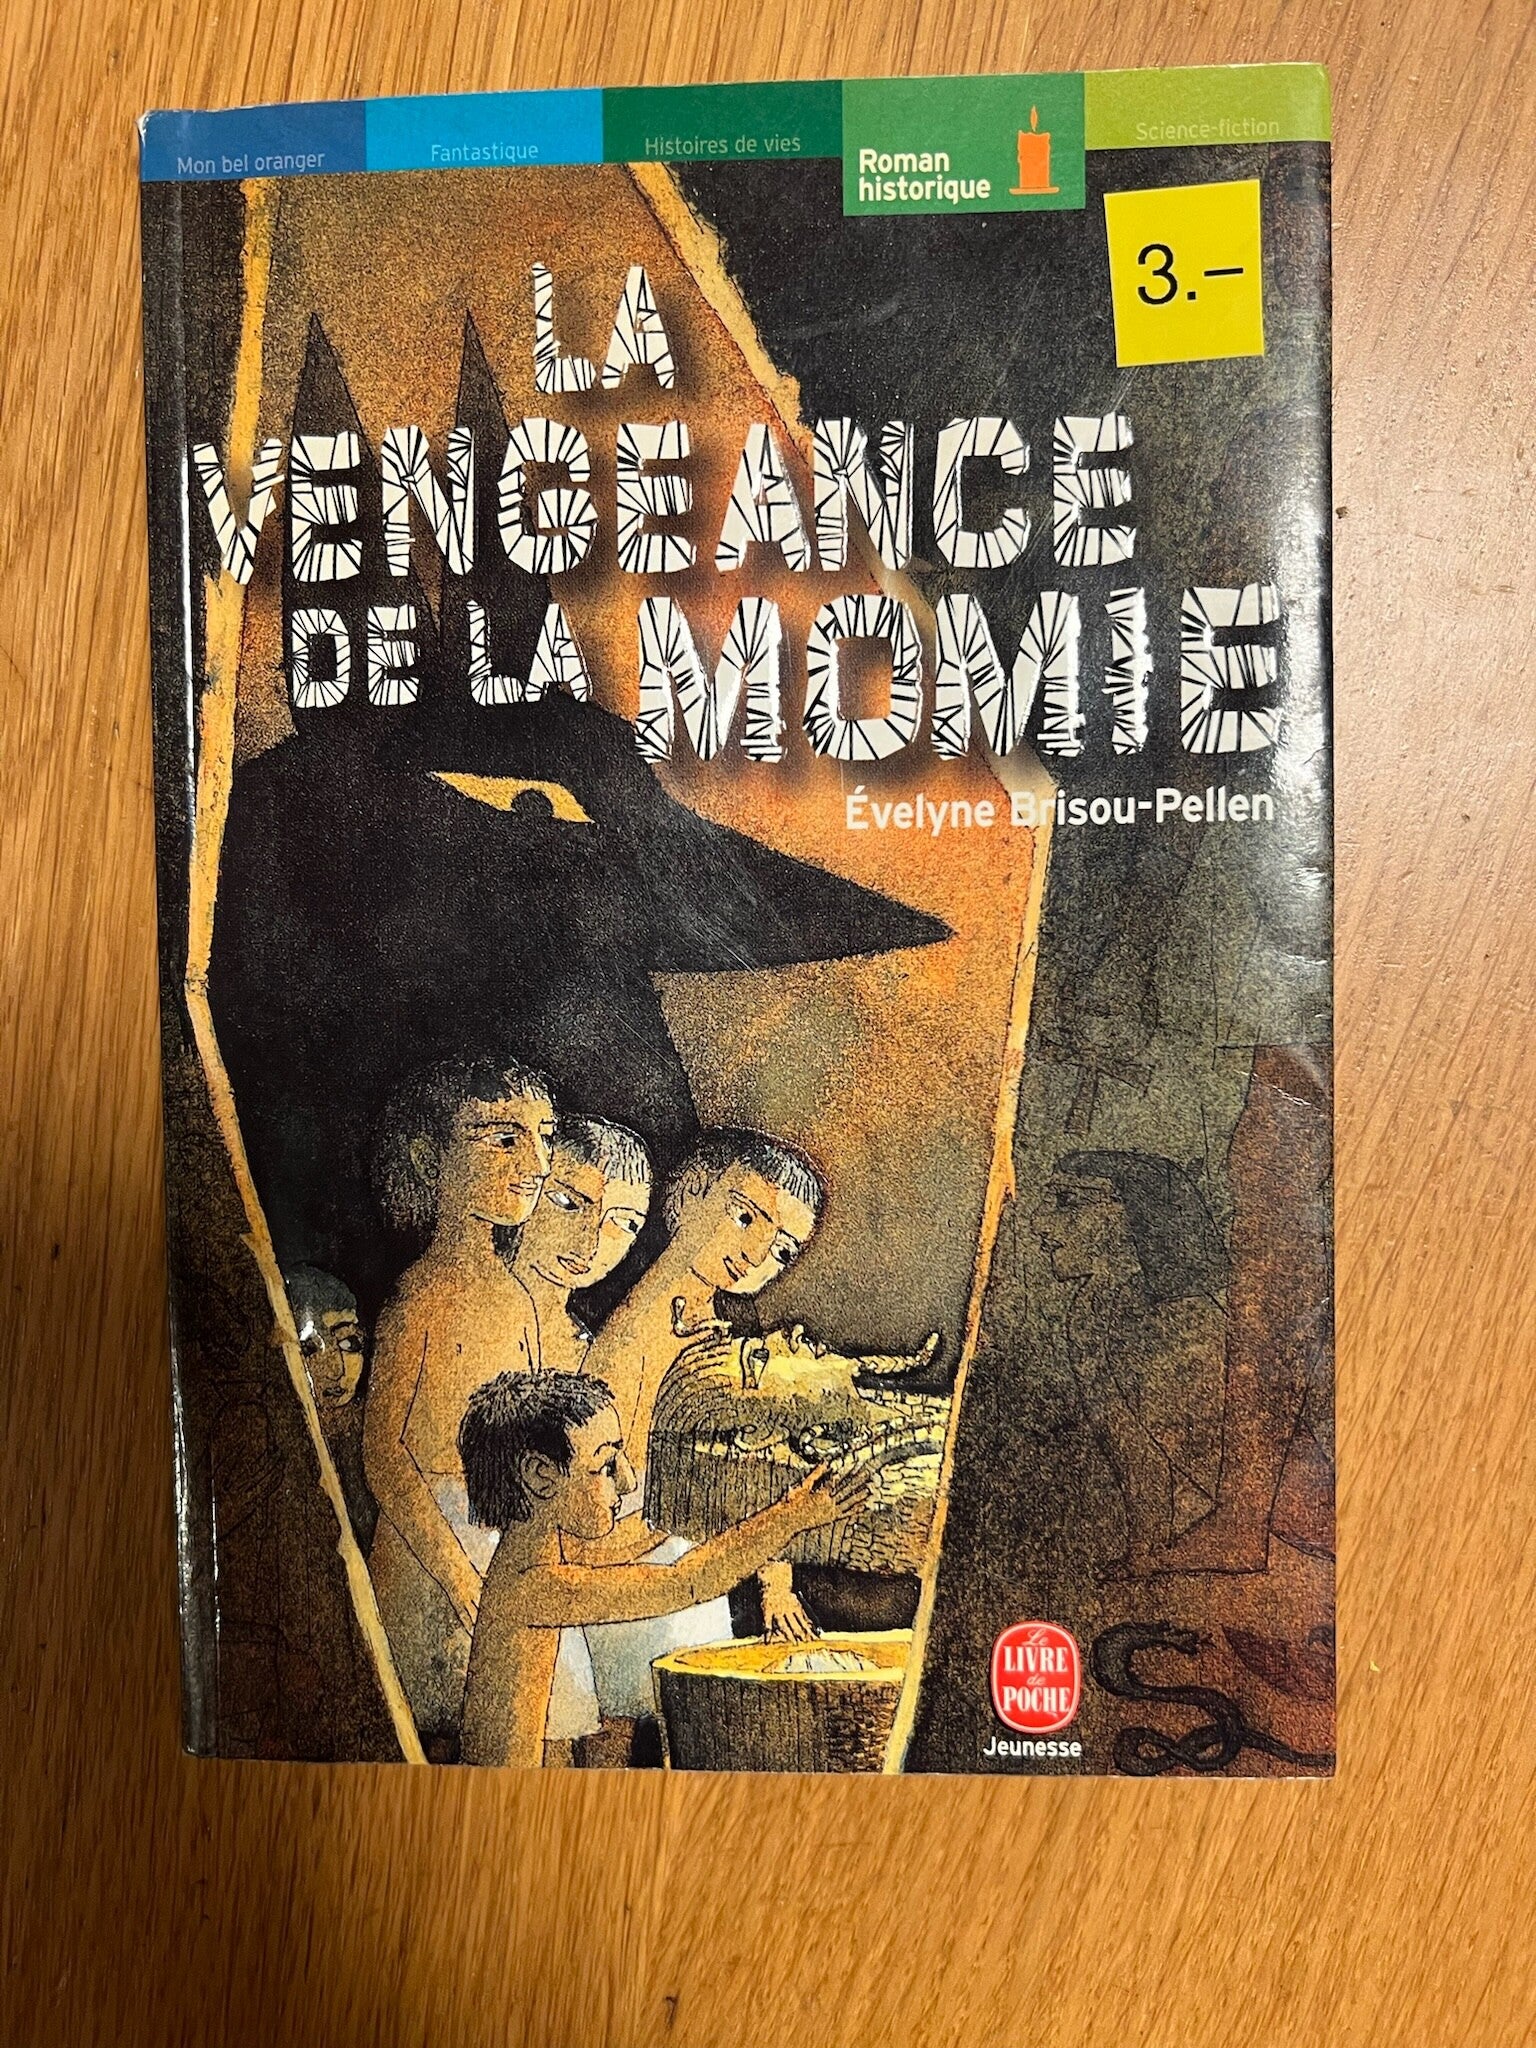 Mon bel oranger
Fantastique
Histoires de vies
Roman
historique
Science-fiction
3.–
LA
VENGEANCE
DE LA MOMIE
Évelyne Brisou-Pellen
Le
LIVRE
de
POCHE
Jeunesse